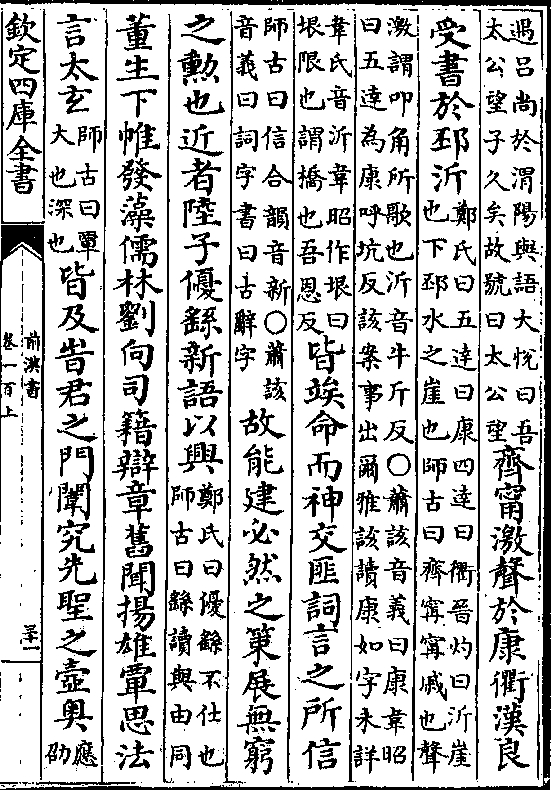 遇吕尚於渭陽與語大恱曰吾太公望子久矣故號曰太公望齊甯激聲於康衢漢良
受書於邳沂鄭氏曰五達曰康四達曰衢晉灼曰沂崖也下邳水之崖也師古曰齊甯甯戚也聲
激謂叩角所歌也沂音牛斤反○蕭該音義曰康韋昭曰五達為康呼坑反該案事出爾雅該讀康如字未詳
韋氏音沂韋昭作垠曰垠限也謂橋也吾恩反皆竢命而神交匪詞言之所信
師古曰信合韻音新○蕭該音義曰詞字書曰古辭字故能建必然之策展無窮
之勲也近者陸子優繇新語以興鄭氏曰優繇不仕也師古曰繇讀與由同
董生下帷發藻儒林劉向司籍辯章舊聞揚雄覃思法
言太玄師古曰覃大也深也皆及峕君之門闈究先聖之壺奥應劭
欽定四庫全書
前漢書
卷一百上
三十一